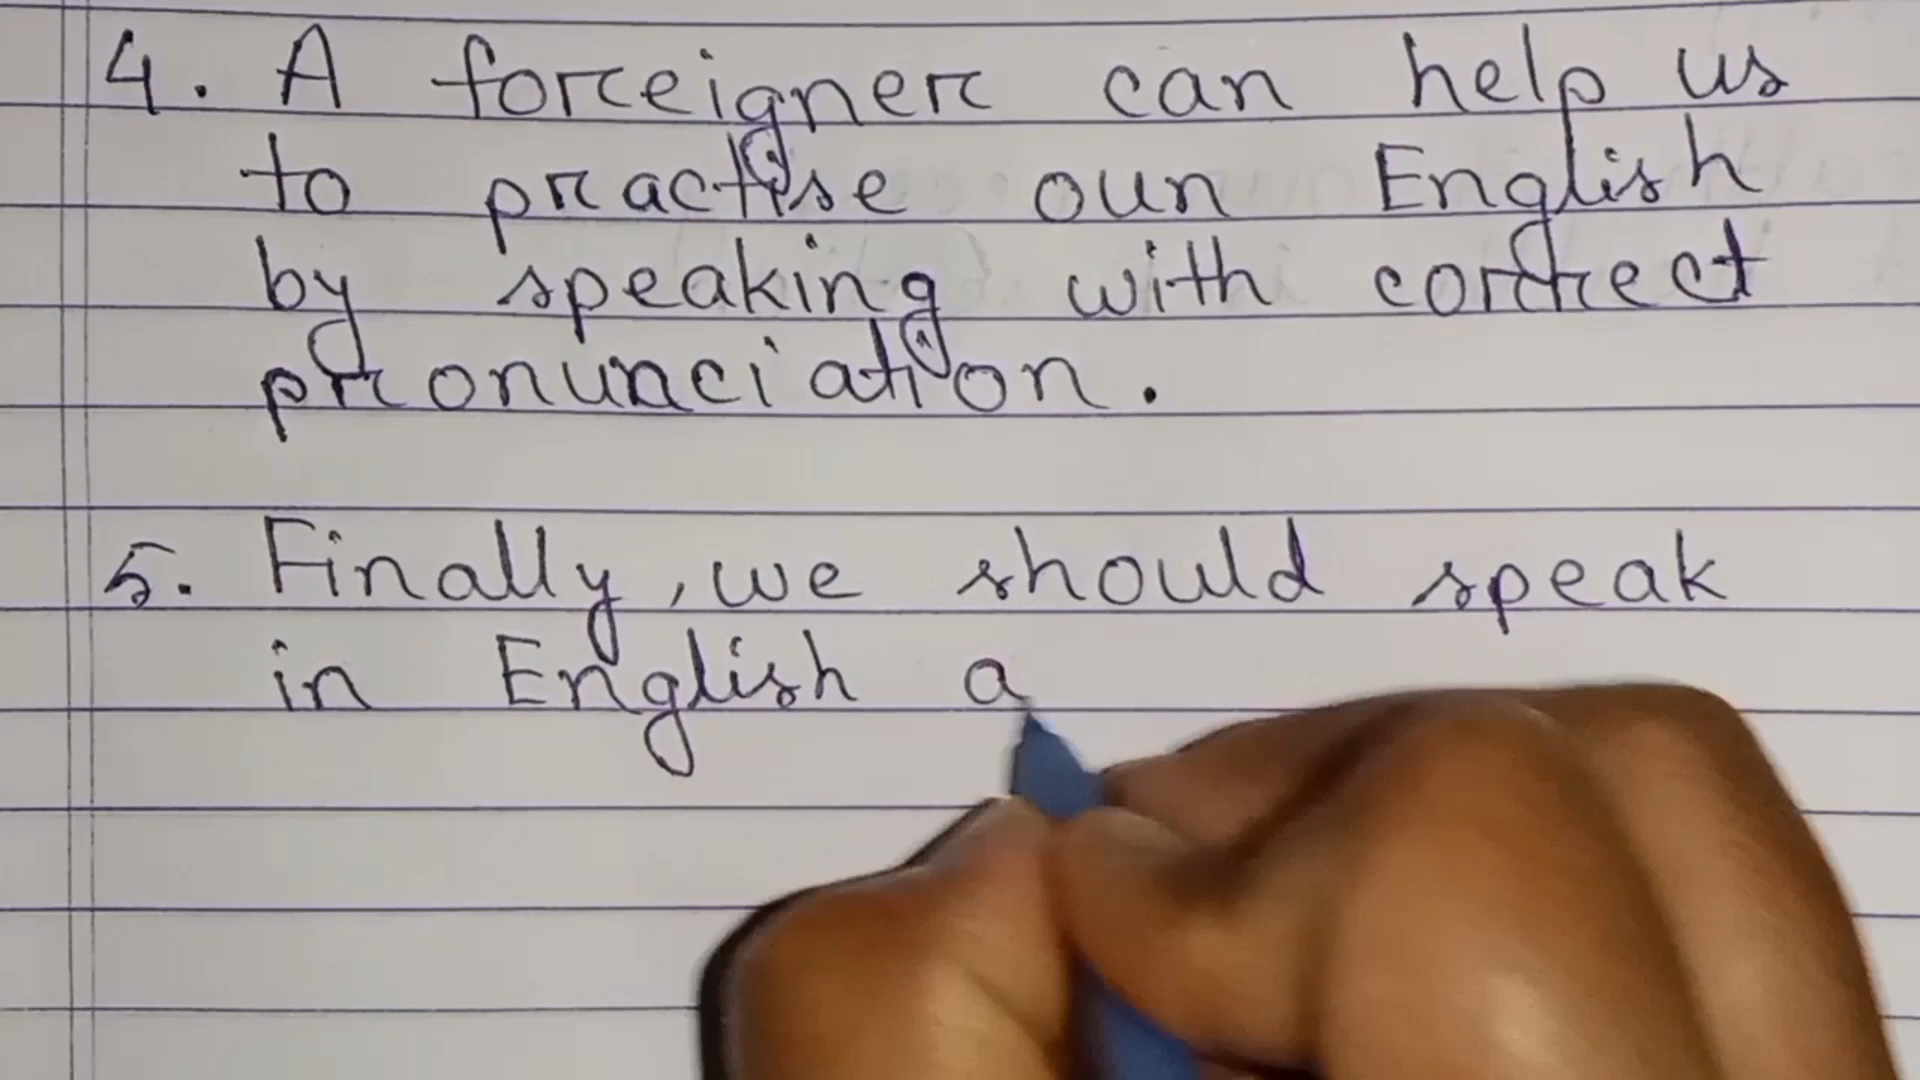 4. A foreigner can help us
to practise our English
by speaking with correct
pronunciation.
5. Finally, we should speak
in English a